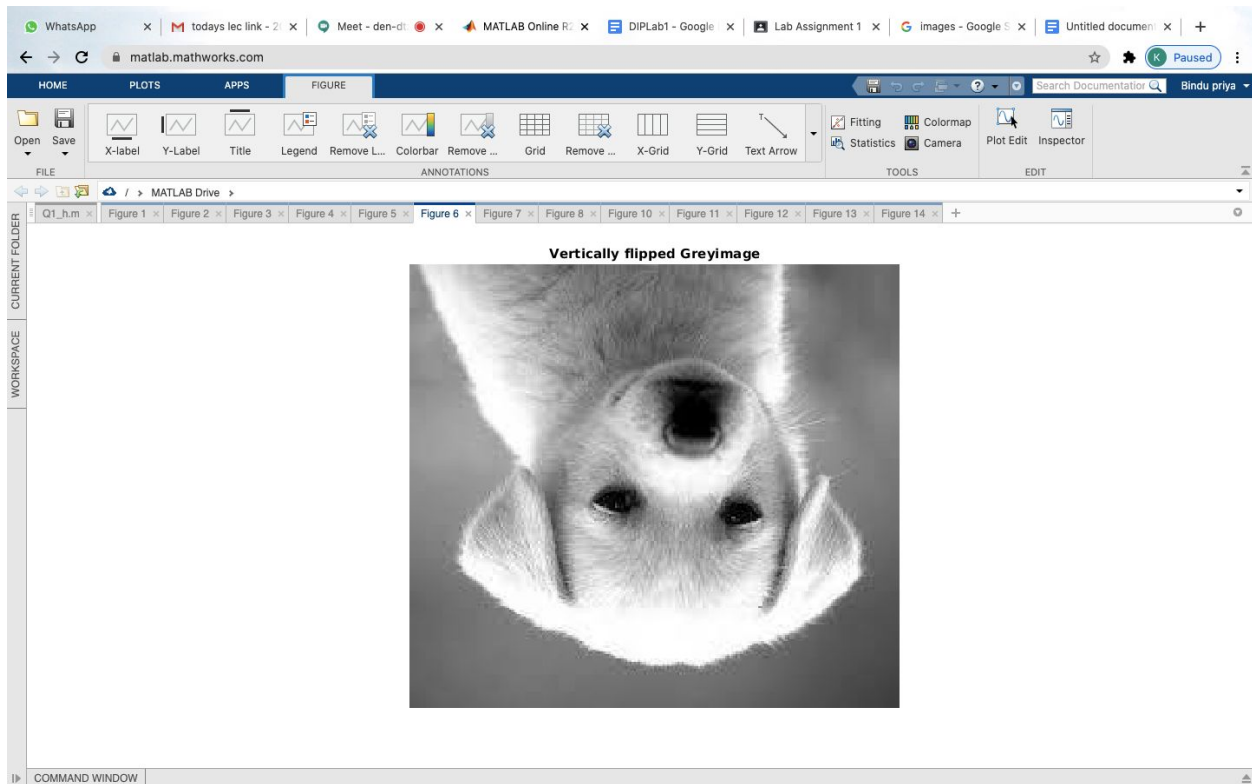 WhatsApp
todays lec link - 2
Meet - den-dt
MATLAB Online R2
DIPLab1 - Google
Lab Assignment 1
images - Google S
Untitled document
matlab.mathworks.com
Paused
HOME PLOTS APPS FIGURE
Search Documentation Bindu priya
Open Save
X-label Y-Label Title Legend Remove L... Colorbar Remove ... Grid Remove ... X-Grid Y-Grid Text Arrow
Fitting Colormap
Statistics Camera
Plot Edit Inspector
FILE ANNOTATIONS TOOLS EDIT
/ > MATLAB Drive >
Q1_h.m Figure 1 Figure 2 Figure 3 Figure 4 Figure 5 Figure 6 Figure 7 Figure 8 Figure 10 Figure 11 Figure 12 Figure 13 Figure 14
CURRENT FOLDER
WORKSPACE
Vertically flipped Greyimage
COMMAND WINDOW